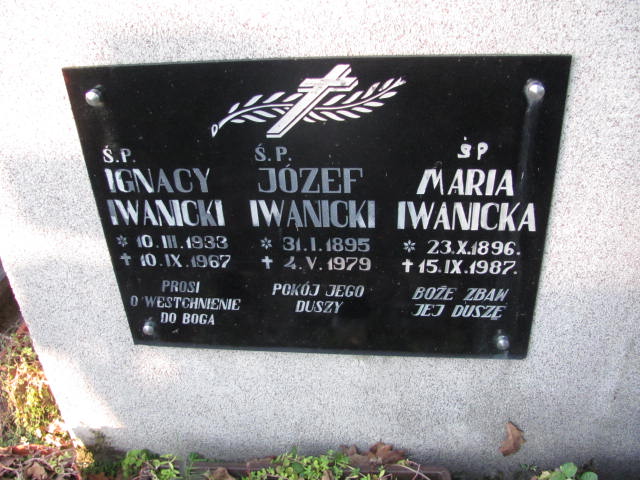 Ś.P.
IGNACY
IWANICKI
* 10.III.1933
✝ 10.IX.1967
PROSI
O WESTCHNIENIE
DO BOGA
Ś.P.
JÓZEF
IWANICKI
* 31.I.1895
✝ 4.V.1979
POKÓJ JEGO
DUSZY
ŚP
MARIA
IWANICKA
* 23.X.1896.
✝ 15.IX.1987.
BOŻE ZBAW
JEJ DUSZĘ